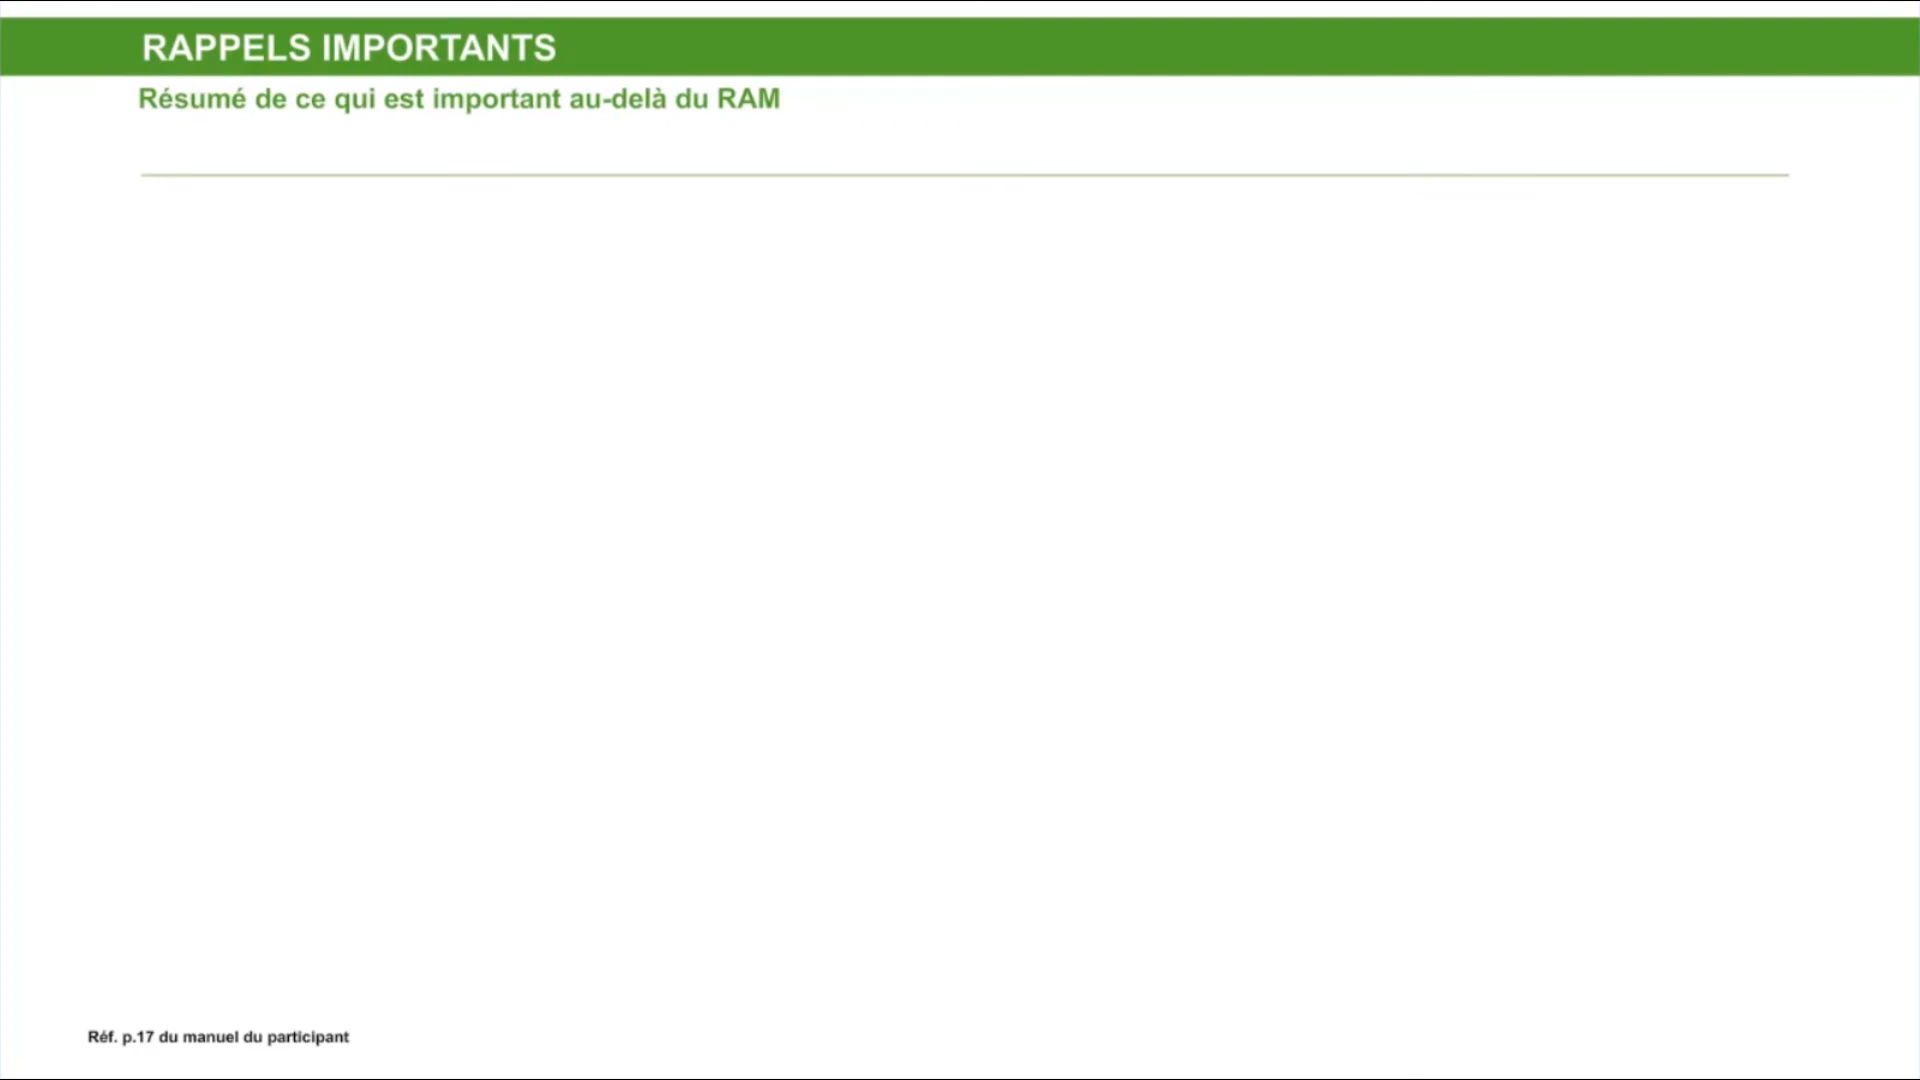 RAPPELS IMPORTANTS
Résumé de ce qui est important au-delà du RAM
Réf. p.17 du manuel du participant